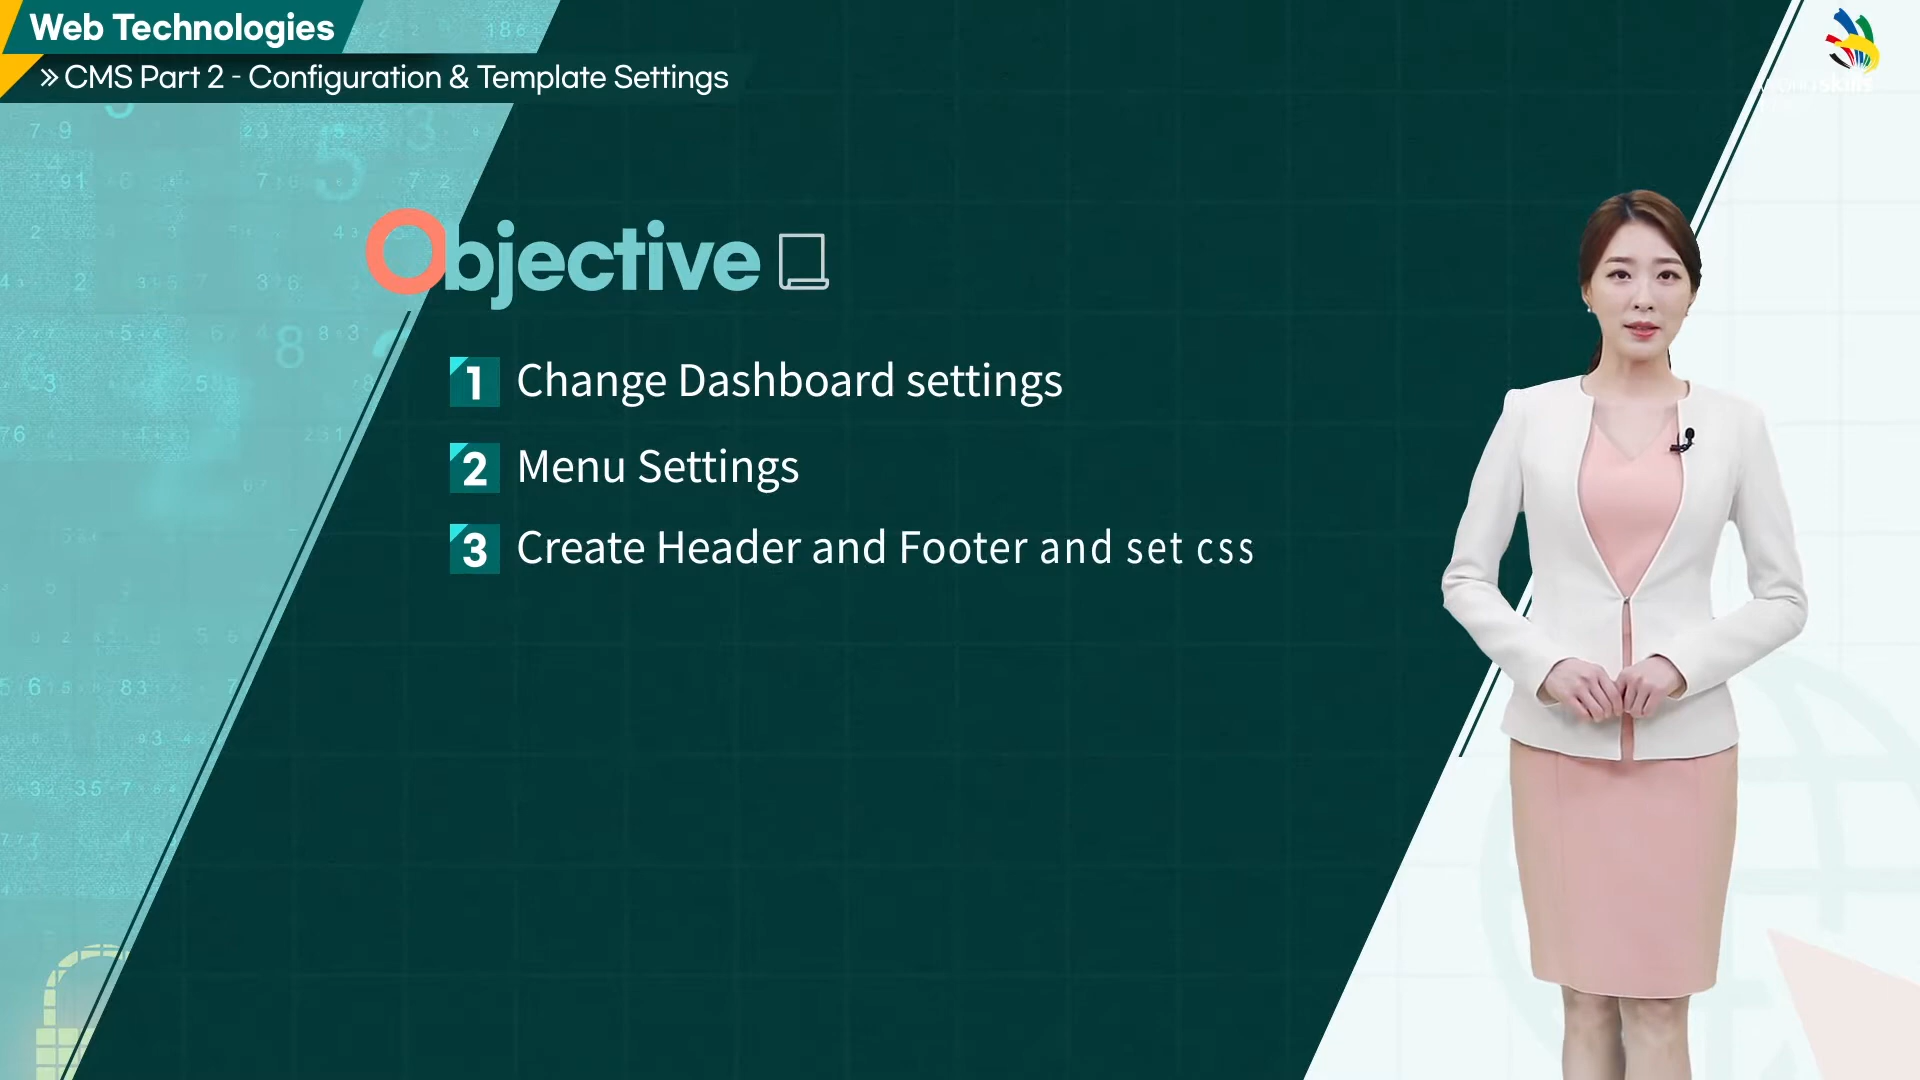 Web Technologies
» CMS Part 2 - Configuration & Template Settings
Objective
1 Change Dashboard settings
2 Menu Settings
3 Create Header and Footer and set css